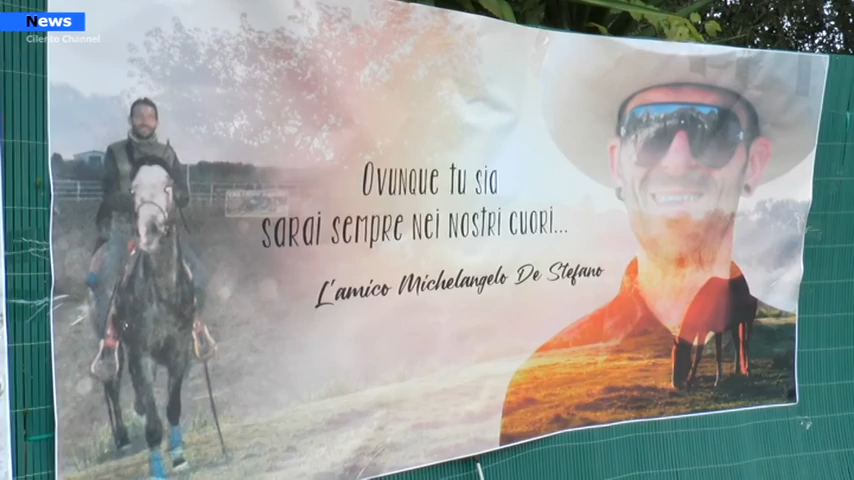 News
Cilento Channel
Ovunque tu sia
sarai sempre nei nostri cuori...
L'amico Michelangelo De Stefano